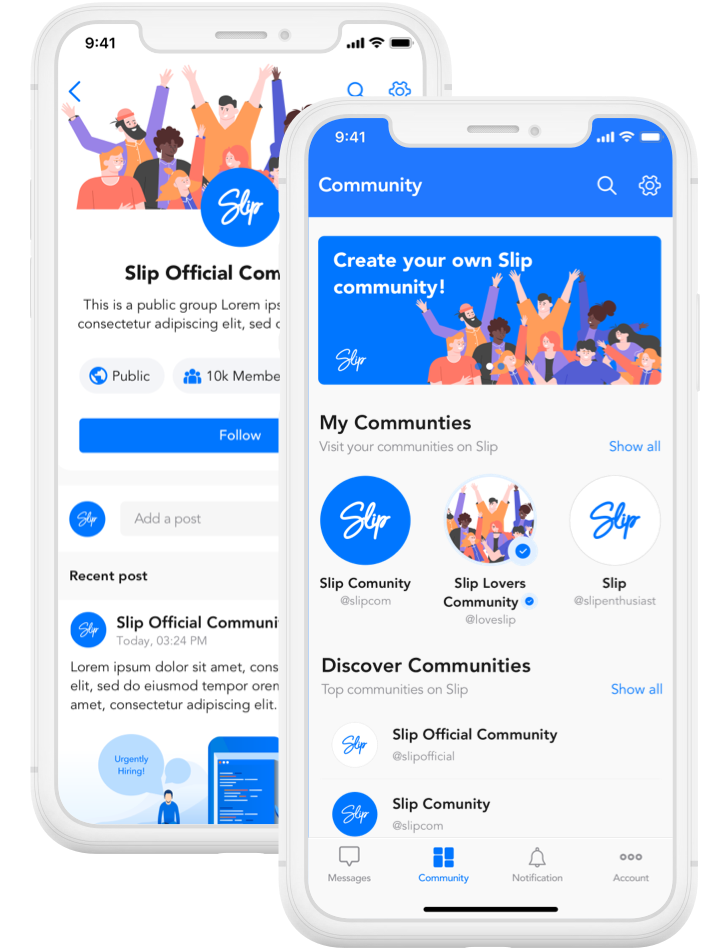 9:41
Slip
Slip Official Com
This is a public group Lorem ips
consectetur adipiscing elit, sed
Public
10k Membe
Follow
Slip
Add a post
Recent post
Slip
Slip Official Communi
Today, 03:24 PM
Lorem ipsum dolor sit amet, cons
elit, sed do eiusmod tempor orem
amet, consectetur adipiscing elit.
Urgently
Hiring!
9:41
Community
Create your own Slip
community!
Slip
My Communties
Visit your communities on Slip
Show all
Slip
Slip
Slip Comunity
@slipcom
Slip Lovers
Community
@loveslip
Slip
@slipenthusiast
Discover Communities
Top communities on Slip
Show all
Slip
Slip Official Community
@slipofficial
Slip
Slip Comunity
@slipcom
Messages
Community
Notification
Account